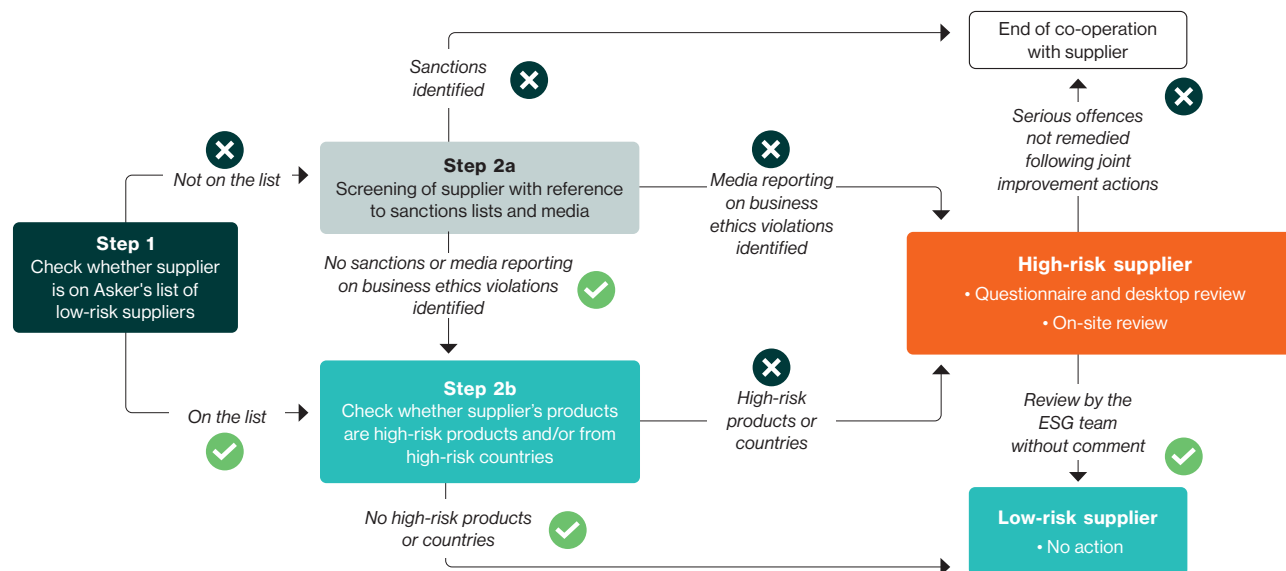 End of co-operation
with supplier
Sanctions
identified
Serious offences
not remedied
following joint
improvement actions
Not on the list
Step 2a
Screening of supplier with reference
to sanctions lists and media
Media reporting
on business
ethics violations
identified
Step 1
Check whether supplier
is on Asker's list of
low-risk suppliers
No sanctions or media reporting
on business ethics violations
identified
High-risk supplier
• Questionnaire and desktop review
• On-site review
On the list
Step 2b
Check whether supplier's products
are high-risk products and/or from
high-risk countries
High-risk
products or
countries
Review by the
ESG team
without comment
No high-risk products
or countries
Low-risk supplier
• No action